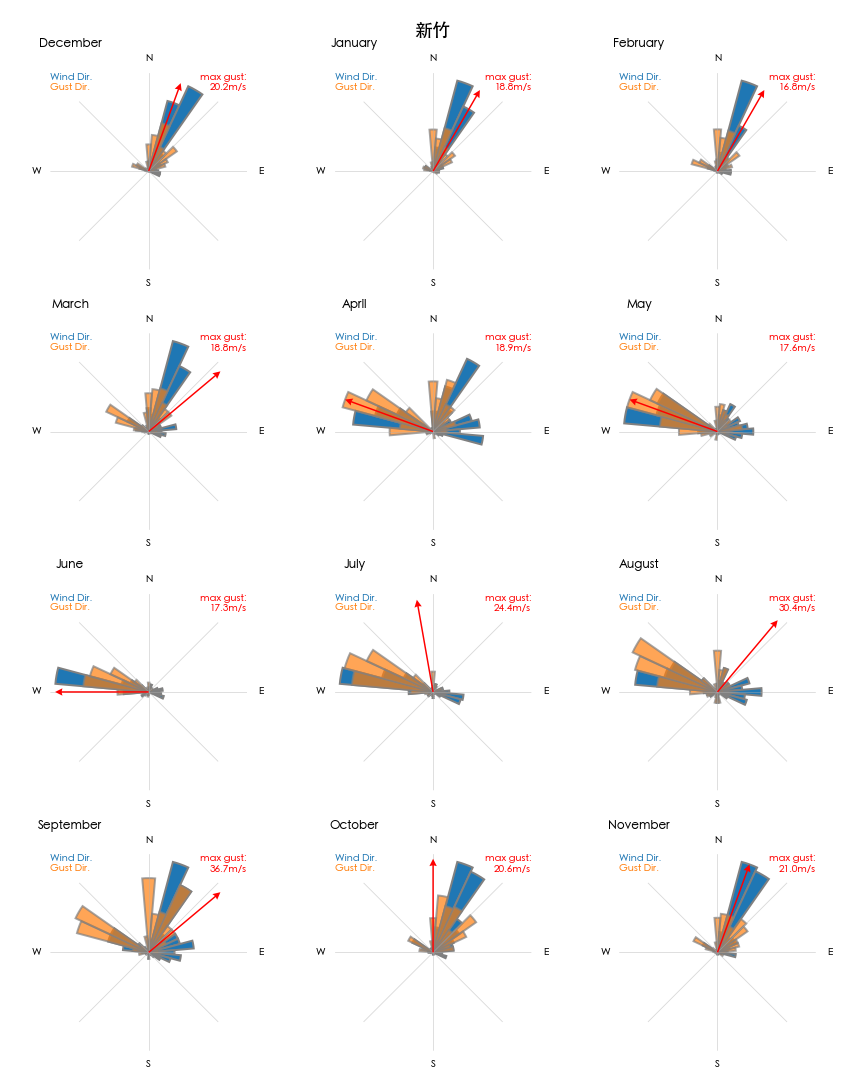 新竹
December
N
Wind Dir.
Gust Dir.
max gust:
20.2m/s
W
E
S
January
N
Wind Dir.
Gust Dir.
max gust:
18.8m/s
W
E
S
February
N
Wind Dir.
Gust Dir.
max gust:
16.8m/s
W
E
S
March
N
Wind Dir.
Gust Dir.
max gust:
18.8m/s
W
E
S
April
N
Wind Dir.
Gust Dir.
max gust:
18.9m/s
W
E
S
May
N
Wind Dir.
Gust Dir.
max gust:
17.6m/s
W
E
S
June
N
Wind Dir.
Gust Dir.
max gust:
17.3m/s
W
E
S
July
N
Wind Dir.
Gust Dir.
max gust:
24.4m/s
W
E
S
August
N
Wind Dir.
Gust Dir.
max gust:
30.4m/s
W
E
S
September
N
Wind Dir.
Gust Dir.
max gust:
36.7m/s
W
E
S
October
N
Wind Dir.
Gust Dir.
max gust:
20.6m/s
W
E
S
November
N
Wind Dir.
Gust Dir.
max gust:
21.0m/s
W
E
S